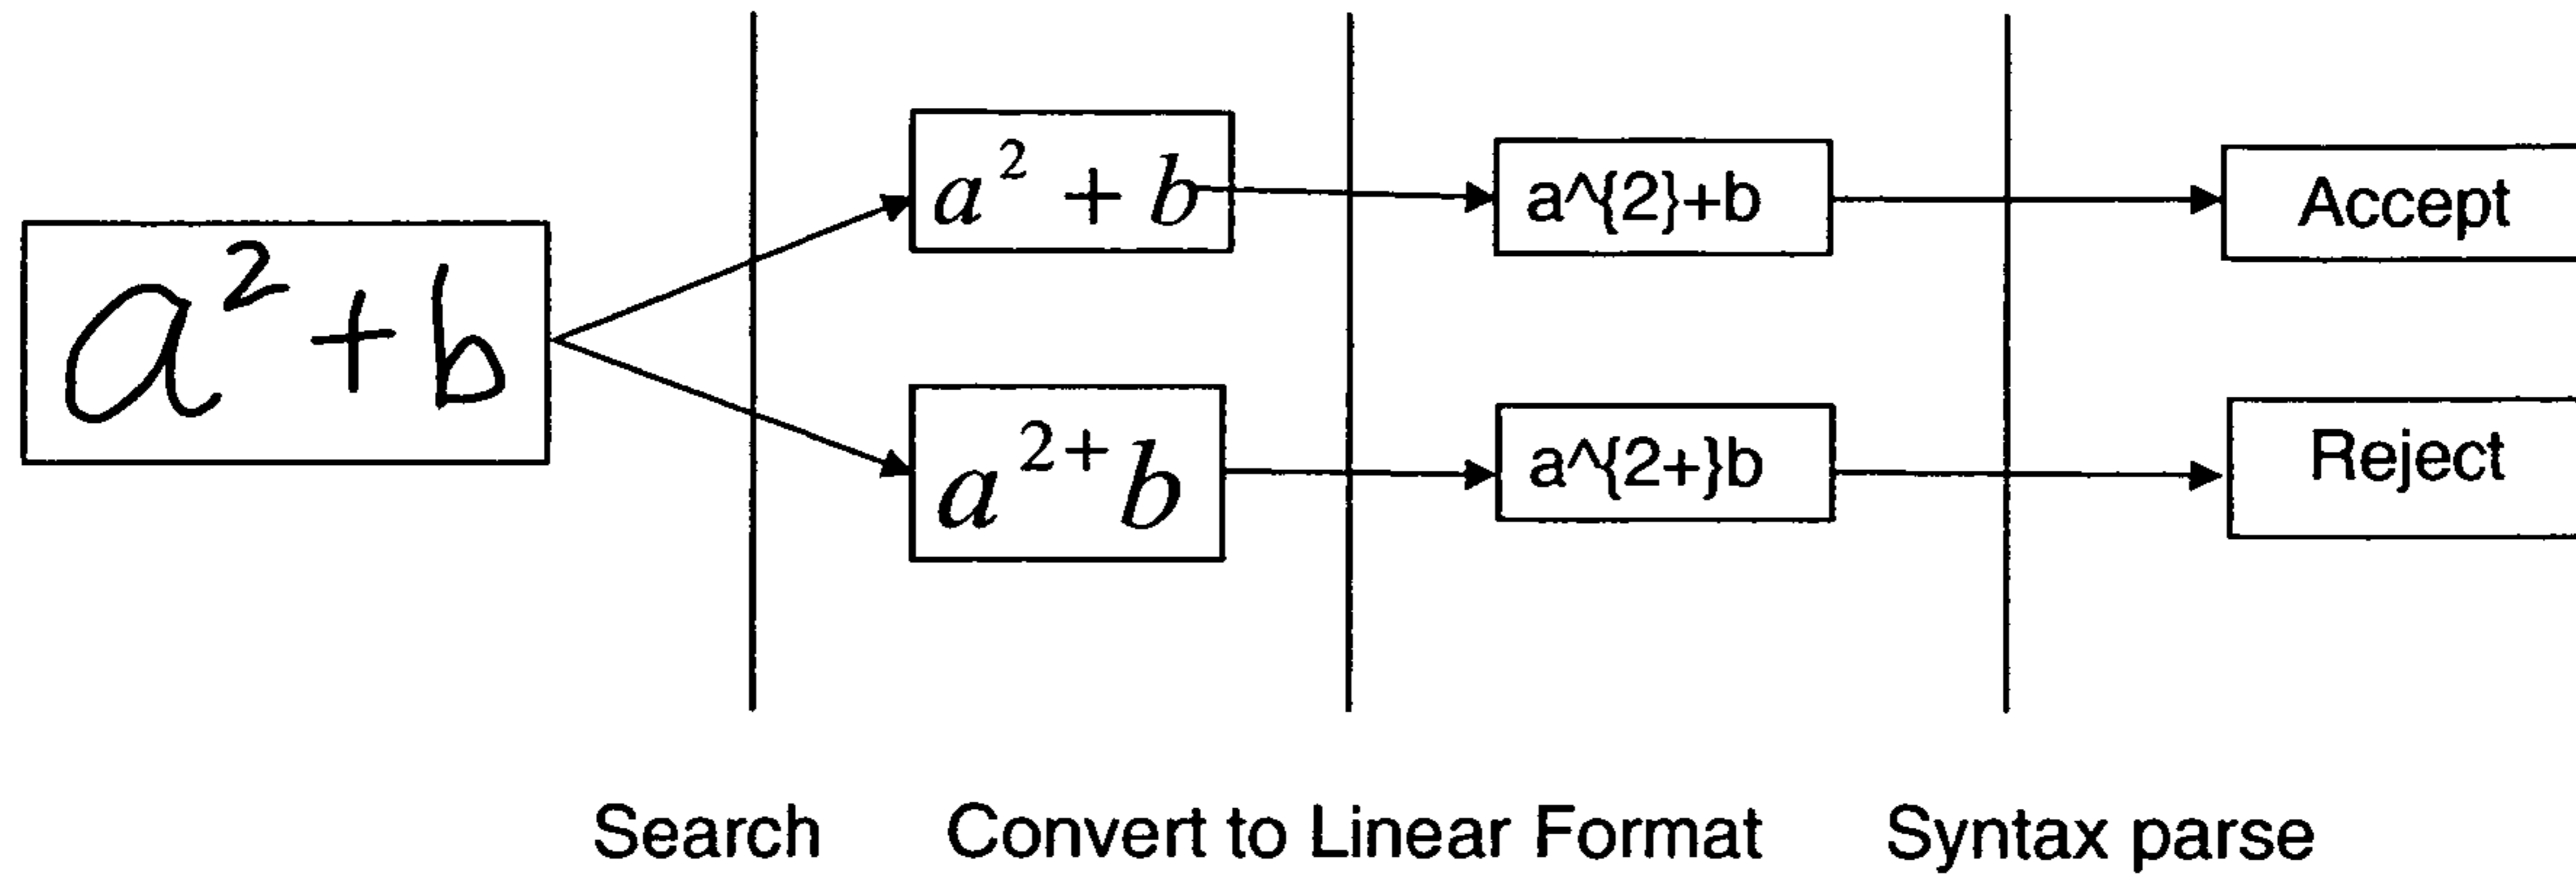 a² + b
a² + b
a^{2}+b
Accept
a²⁺b
a^{2+}b
Reject
Search
Convert to Linear Format
Syntax parse